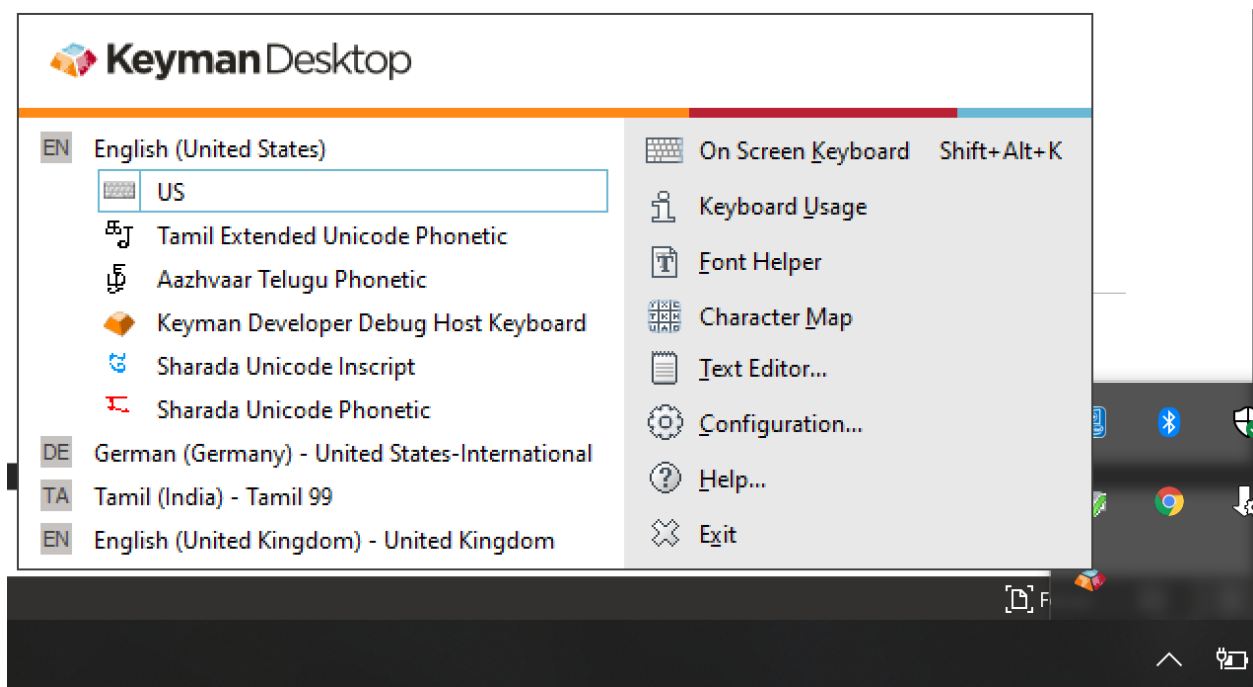 Keyman Desktop
EN English (United States)
US
Tamil Extended Unicode Phonetic
Aazhvaar Telugu Phonetic
Keyman Developer Debug Host Keyboard
Sharada Unicode Inscript
Sharada Unicode Phonetic
DE German (Germany) - United States-International
TA Tamil (India) - Tamil 99
EN English (United Kingdom) - United Kingdom
On Screen Keyboard Shift+Alt+K
Keyboard Usage
Font Helper
Character Map
Text Editor...
Configuration...
Help...
Exit